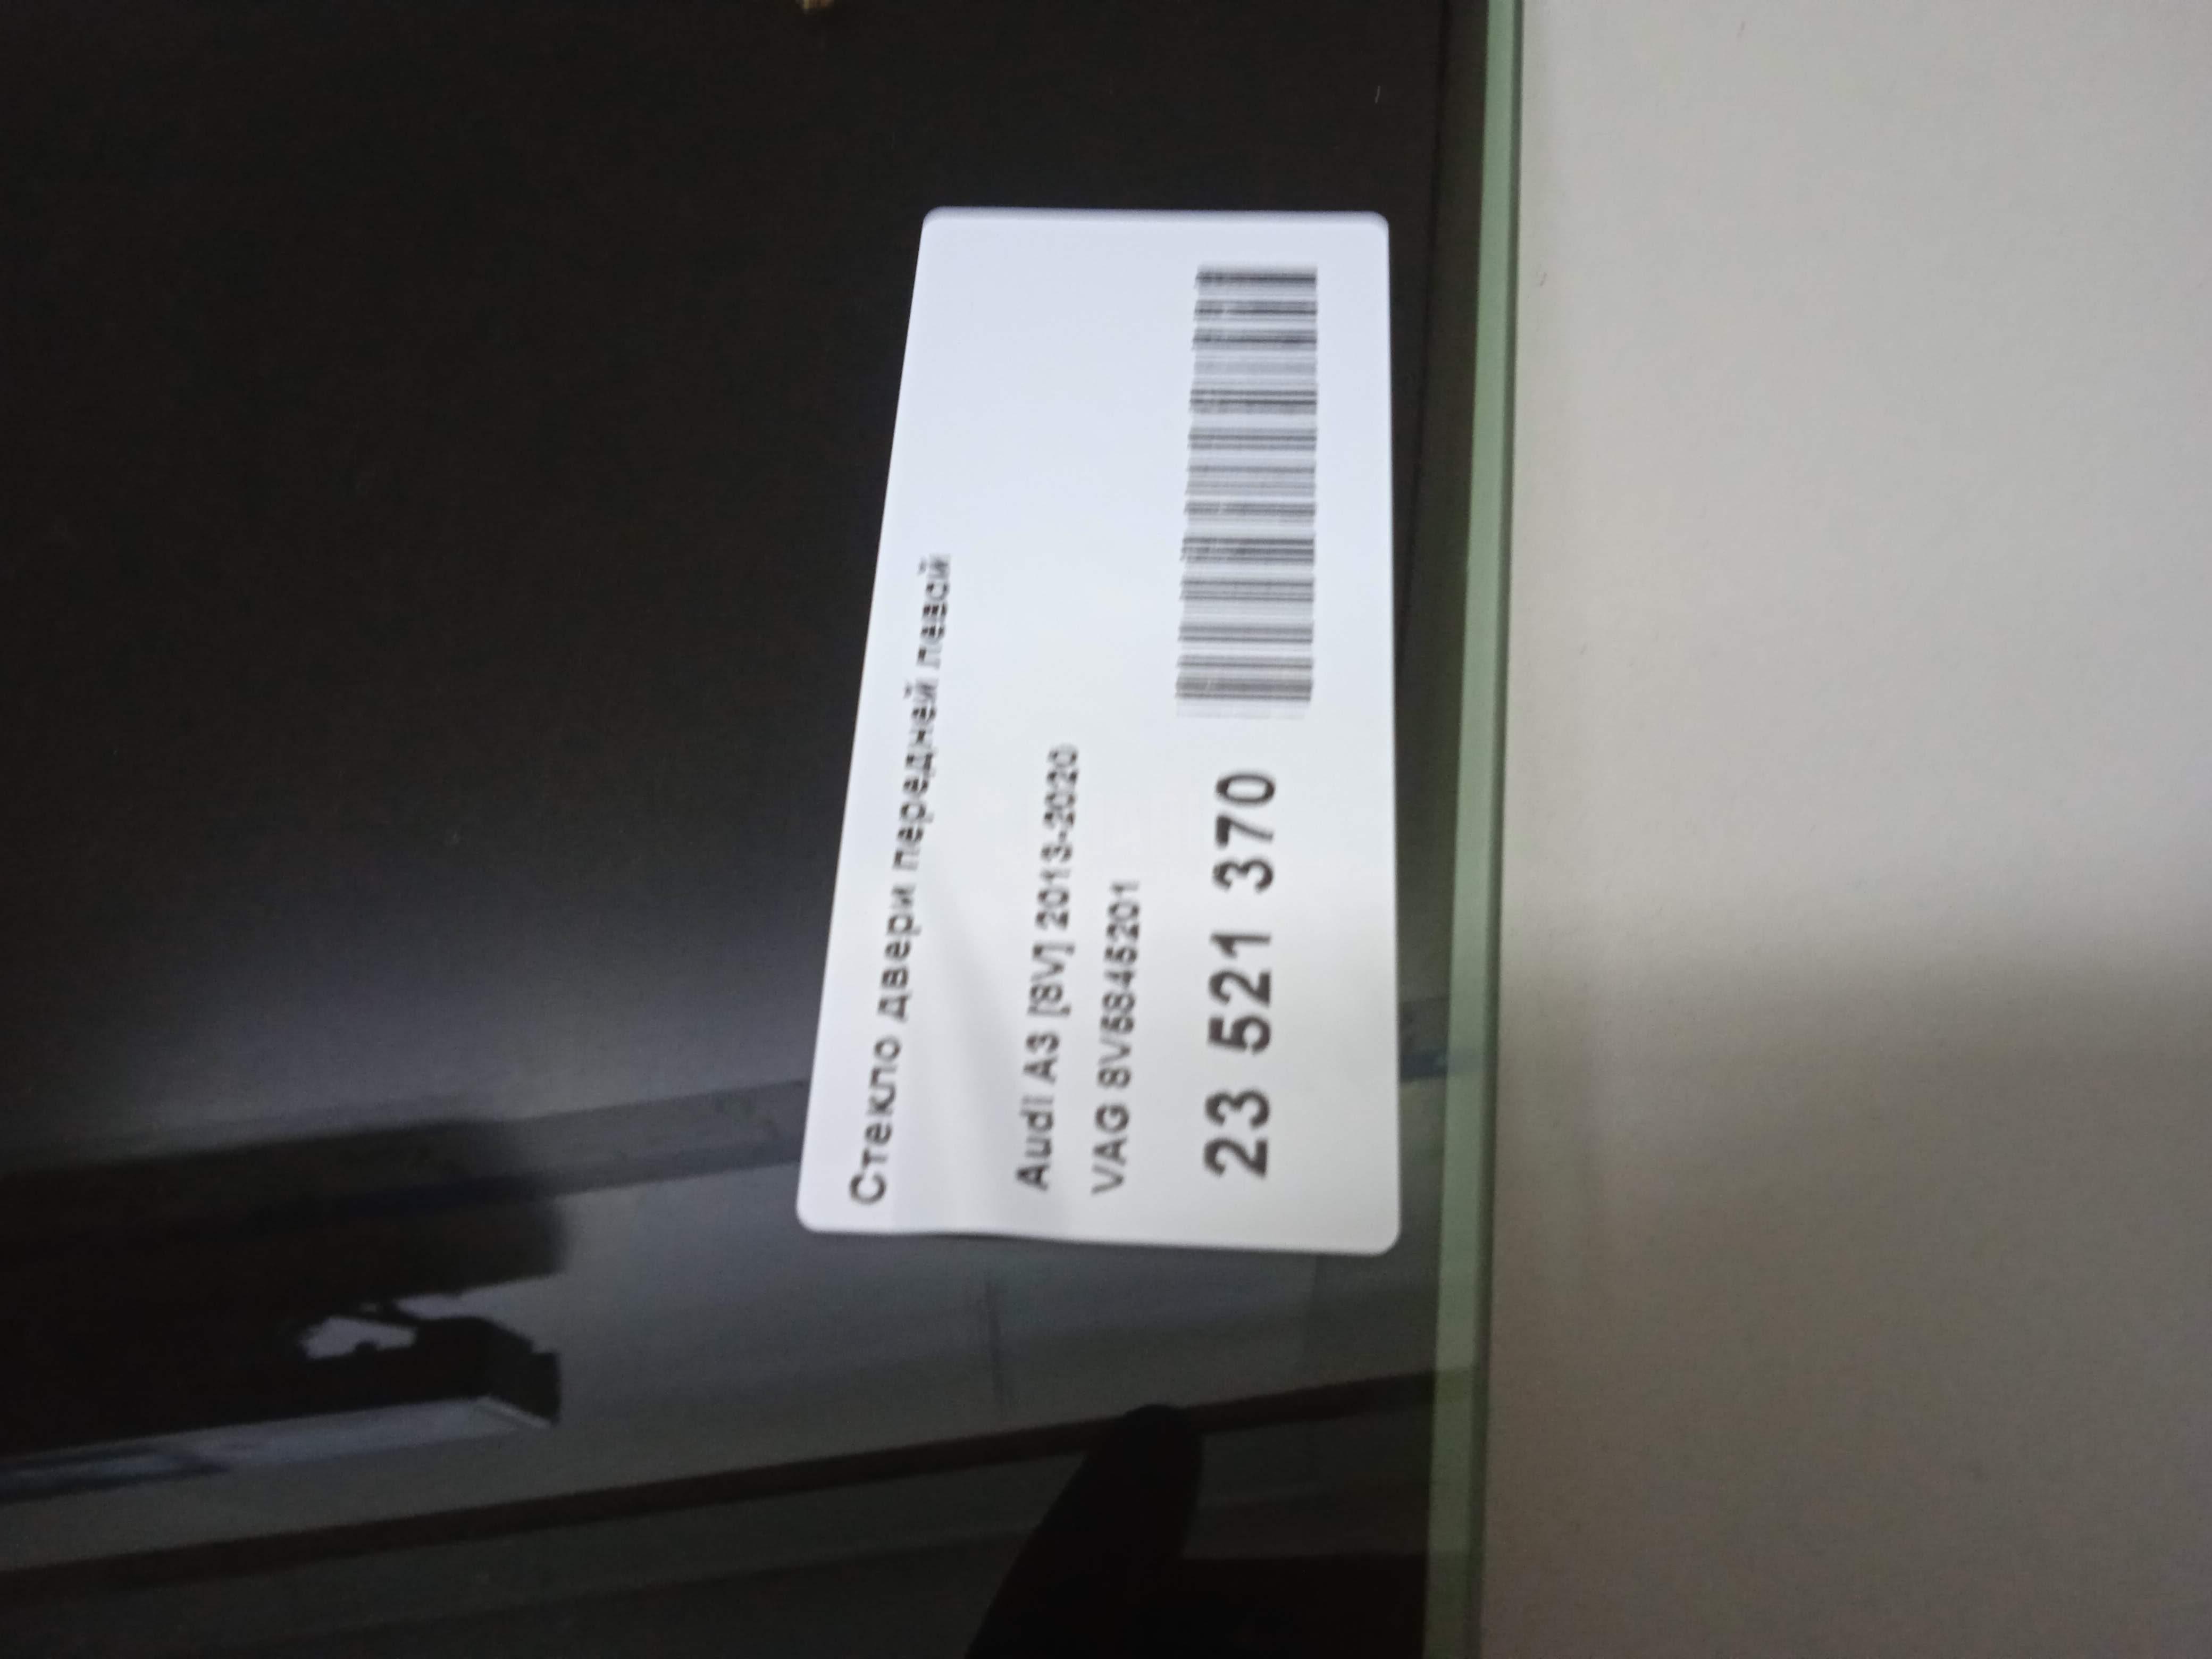 Стекло двери передней левой
Audi A3 [8V] 2013-2020
VAG 8V5845201
23 521 370